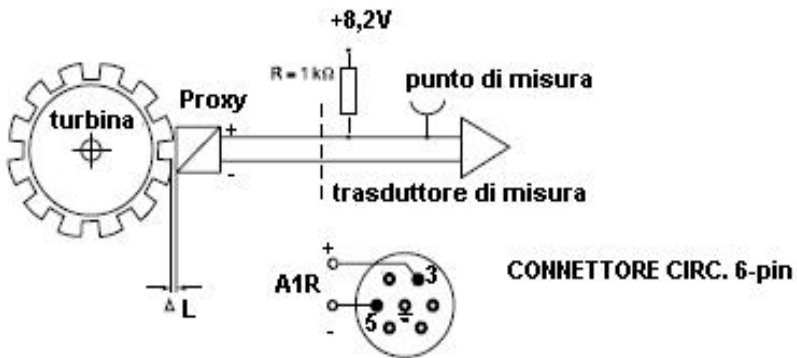 +8,2V
R = 1 kΩ
punto di misura
Proxy
turbina
+
-
trasduttore di misura
+
3
A1R
CONNETTORE CIRC. 6-pin
5
-
Δ L